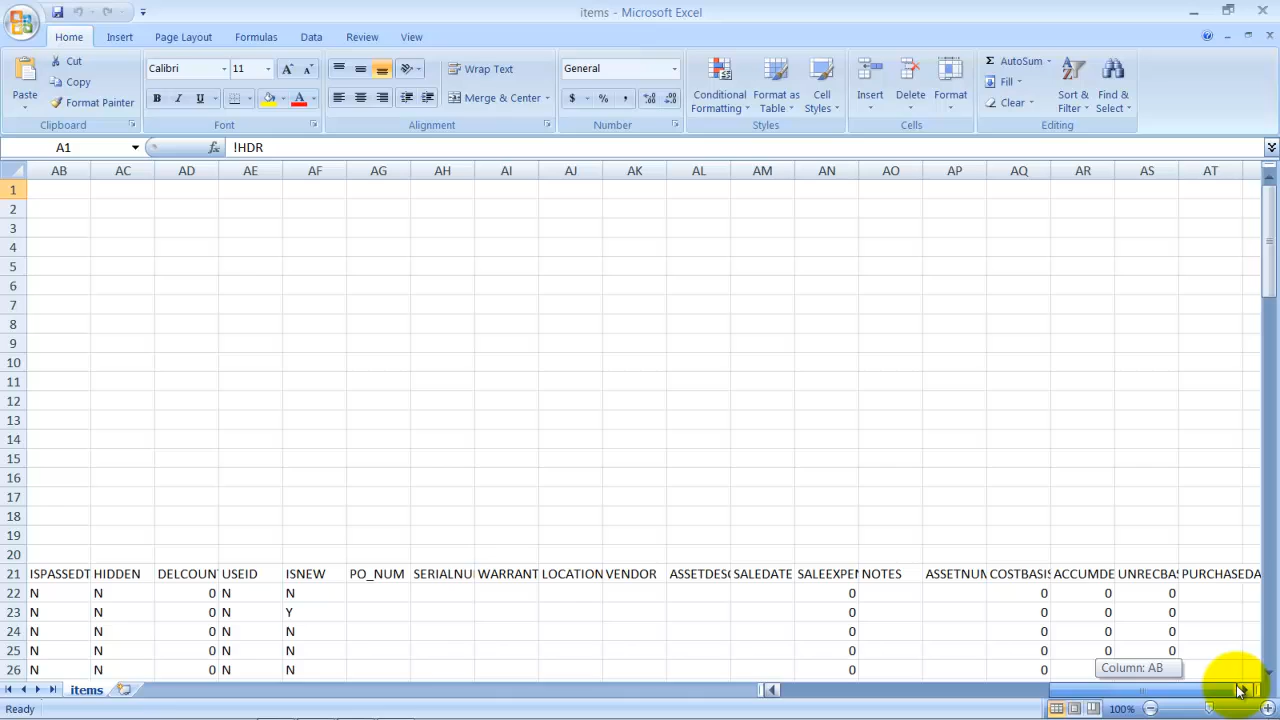 items - Microsoft Excel
Home Insert Page Layout Formulas Data Review View
Paste Cut Copy Format Painter Clipboard
Calibri 11 B I U A Font
Wrap Text Merge & Center Alignment
General $ % , Number
Conditional Formatting Format as Table Cell Styles Styles
Insert Delete Format Cells
Σ AutoSum Fill Clear Sort & Filter Find & Select Editing
A1 fx !HDR
AB AC AD AE AF AG AH AI AJ AK AL AM AN AO AP AQ AR AS AT
1
2
3
4
5
6
7
8
9
10
11
12
13
14
15
16
17
18
19
20
21 ISPASSEDT HIDDEN DELCOUNT USEID ISNEW PO_NUM SERIALNU WARRANT LOCATION VENDOR ASSETDESC SALEDATE SALEEXPEN NOTES ASSETNUM COSTBASIS ACCUMDE UNRECBAS PURCHASEDA
22 N N 0 N N 0 0 0 0
23 N N 0 N Y 0 0 0 0
24 N N 0 N N 0 0 0 0
25 N N 0 N N 0 0 0 0
26 N N 0 N N 0 0
Column: AB
items
Ready 100%